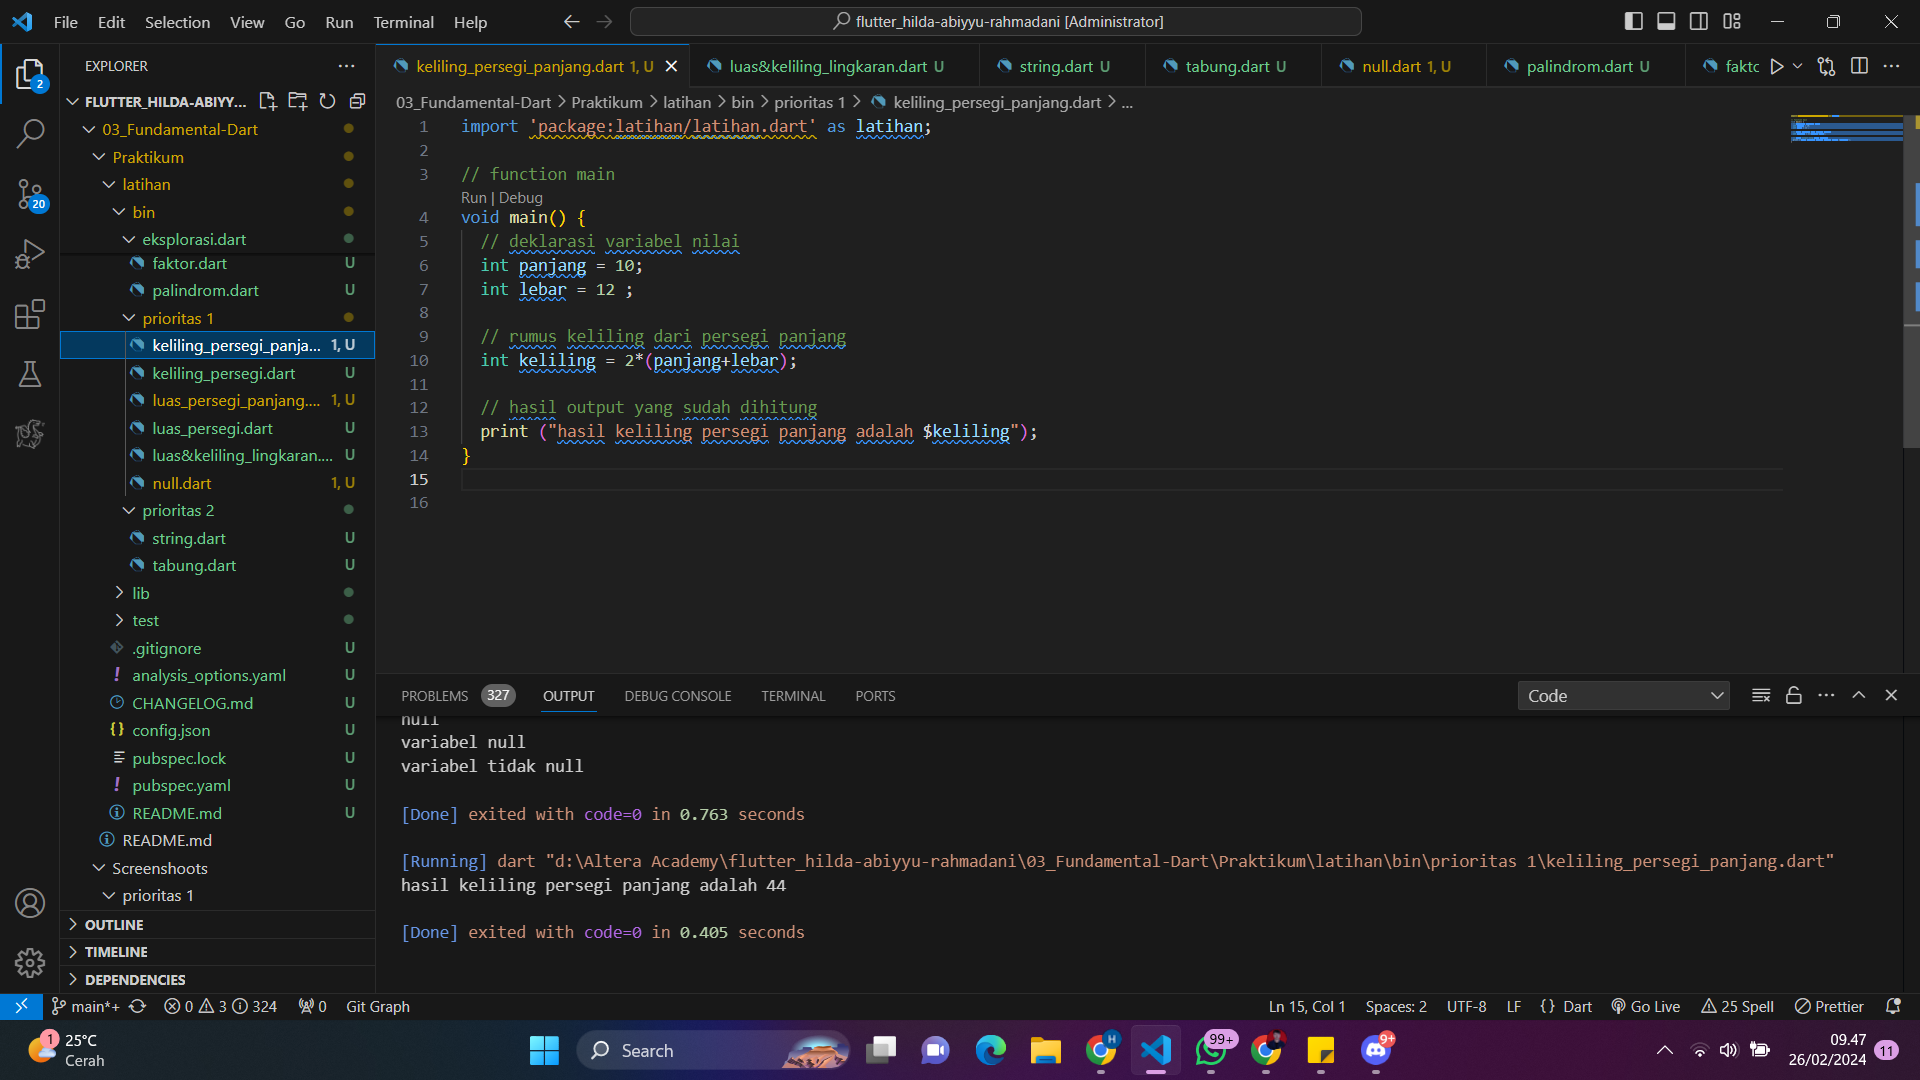 File Edit Selection View Go Run Terminal Help
flutter_hilda-abiyyu-rahmadani [Administrator]
2
20
EXPLORER
FLUTTER_HILDA-ABIYY...
03_Fundamental-Dart
Praktikum
latihan
bin
eksplorasi.dart
faktor.dart U
palindrom.dart U
prioritas 1
keliling_persegi_panja... 1, U
keliling_persegi.dart U
luas_persegi_panjang.... 1, U
luas_persegi.dart U
luas&keliling_lingkaran.... U
null.dart 1, U
prioritas 2
string.dart U
tabung.dart U
lib
test
.gitignore U
analysis_options.yaml U
CHANGELOG.md U
config.json U
pubspec.lock U
pubspec.yaml U
README.md U
README.md
Screenshoots
prioritas 1
OUTLINE
TIMELINE
DEPENDENCIES
keliling_persegi_panjang.dart 1, U
luas&keliling_lingkaran.dart U
string.dart U
tabung.dart U
null.dart 1, U
palindrom.dart U
faktc
03_Fundamental-Dart > Praktikum > latihan > bin > prioritas 1 > keliling_persegi_panjang.dart > ...
1 import 'package:latihan/latihan.dart' as latihan;
2
3 // function main
Run | Debug
4 void main() {
5 // deklarasi variabel nilai
6 int panjang = 10;
7 int lebar = 12 ;
8
9 // rumus keliling dari persegi panjang
10 int keliling = 2*(panjang+lebar);
11
12 // hasil output yang sudah dihitung
13 print ("hasil keliling persegi panjang adalah $keliling");
14 }
15
16
PROBLEMS 327 OUTPUT DEBUG CONSOLE TERMINAL PORTS
Code
null
variabel null
variabel tidak null
[Done] exited with code=0 in 0.763 seconds
[Running] dart "d:\Altera Academy\flutter_hilda-abiyyu-rahmadani\03_Fundamental-Dart\Praktikum\latihan\bin\prioritas 1\keliling_persegi_panjang.dart"
hasil keliling persegi panjang adalah 44
[Done] exited with code=0 in 0.405 seconds
main*+ 0 3 324 0 Git Graph
Ln 15, Col 1 Spaces: 2 UTF-8 LF {} Dart Go Live 25 Spell Prettier
1
25°C
Cerah
Search
H
99+
9+
09.47
26/02/2024
11